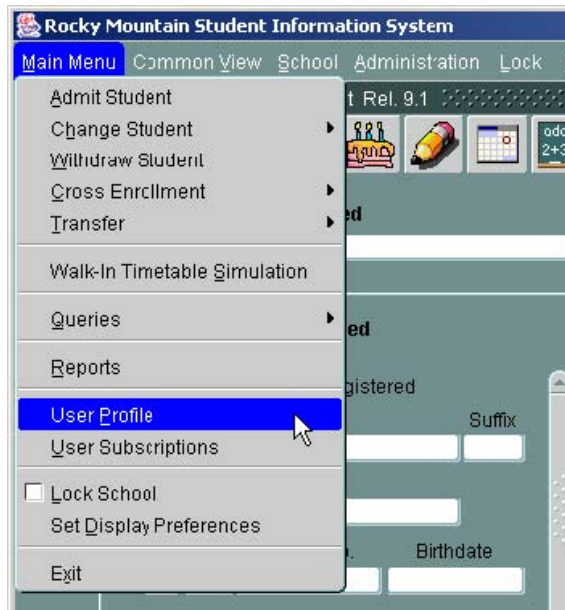 Rocky Mountain Student Information System
Main Menu Common View School Administration Lock
t Rel. 9.1
Admit Student
Change Student
Withdraw Student
Cross Enrollment
Transfer
ed
Walk-In Timetable Simulation
Queries
ed
Reports
gistered
User Profile
Suffix
User Subscriptions
Lock School
Set Display Preferences
. Birthdate
Exit